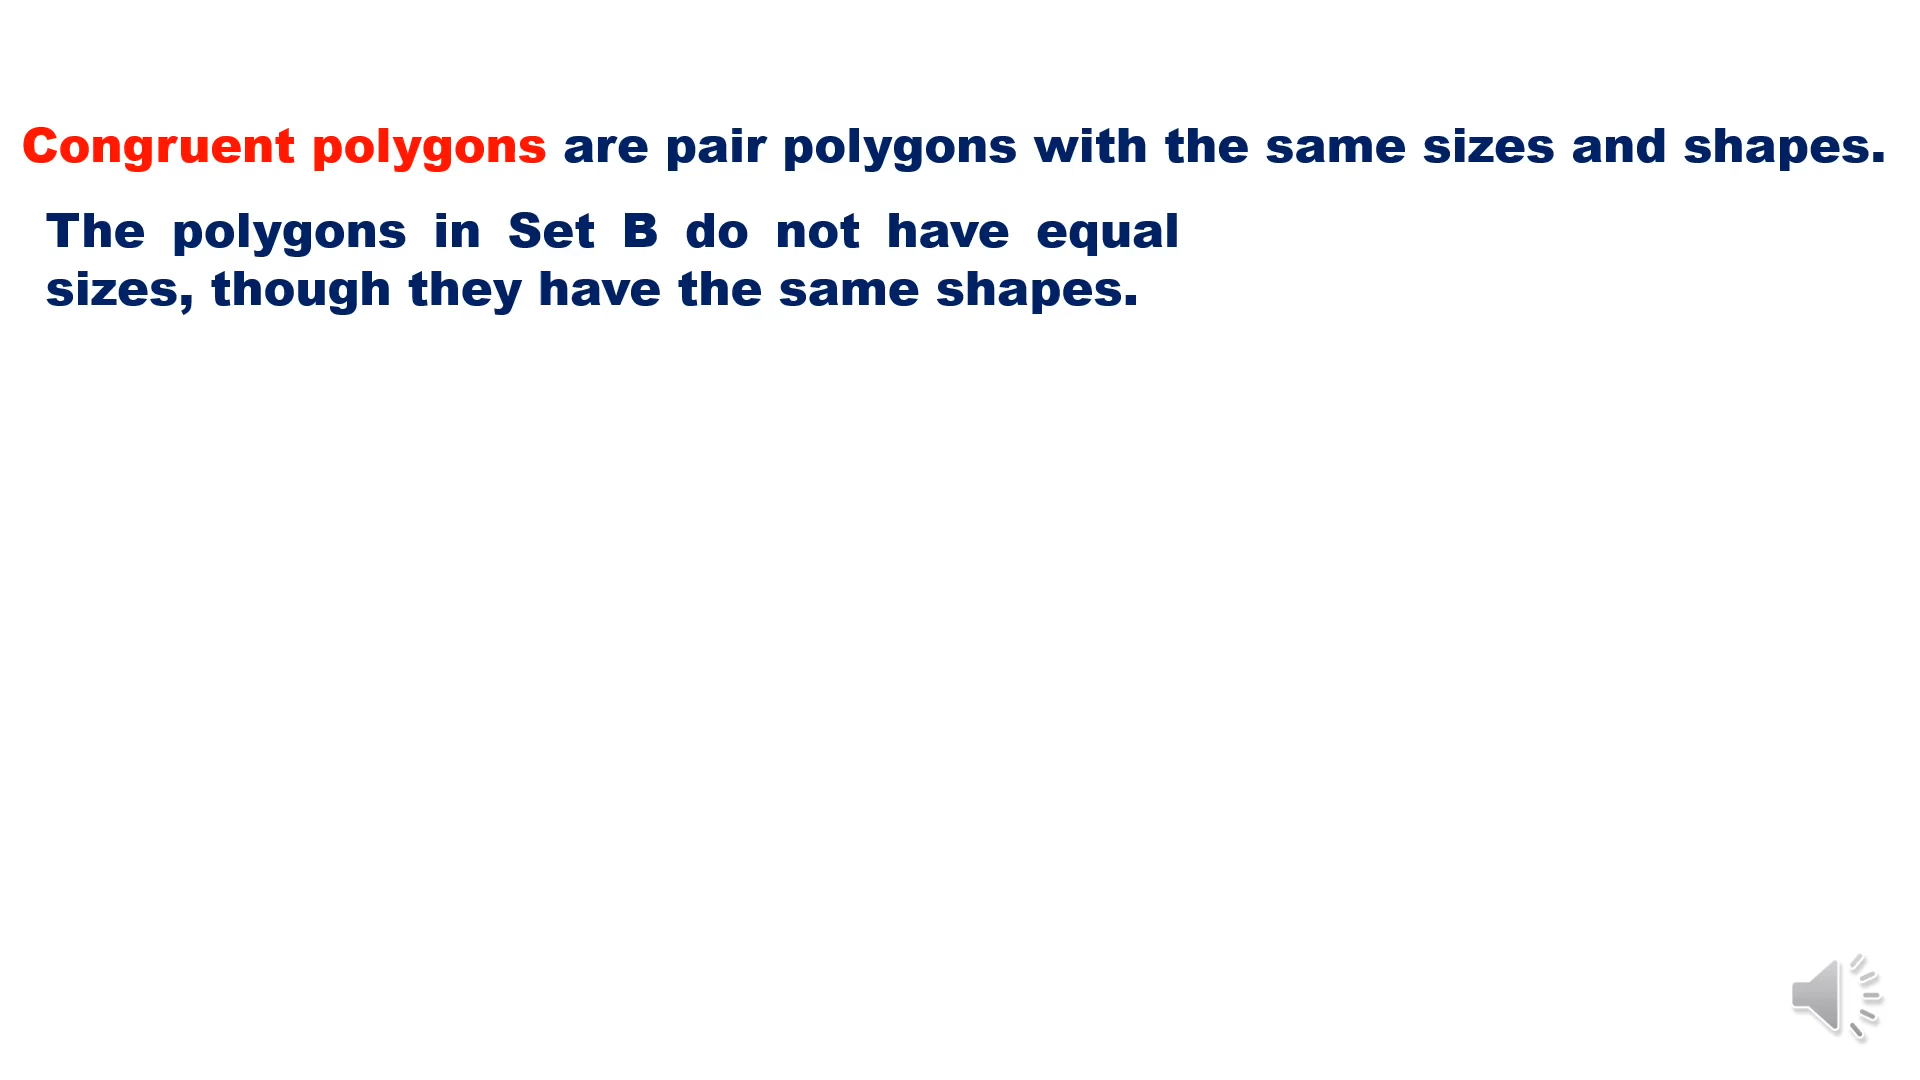 Congruent polygons are pair polygons with the same sizes and shapes.
The polygons in Set B do not have equal
sizes, though they have the same shapes.